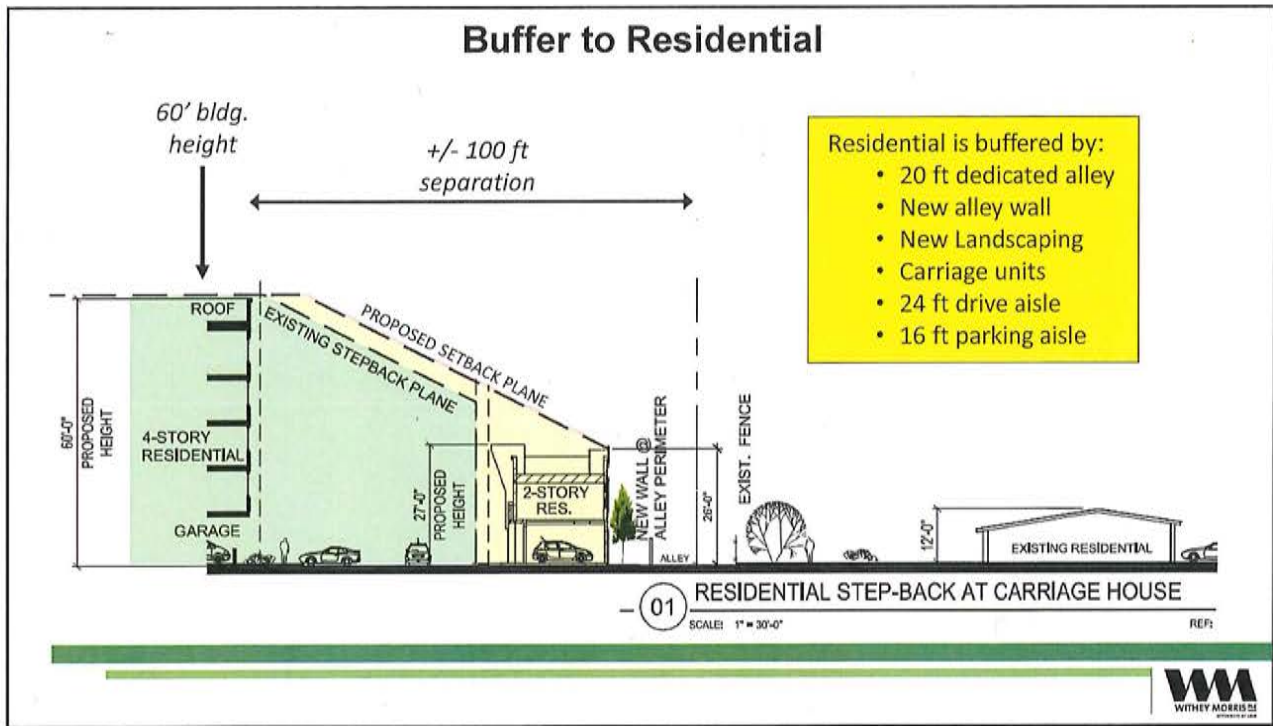 Buffer to Residential
60' bldg.
height
+/- 100 ft
separation
Residential is buffered by:
• 20 ft dedicated alley
• New alley wall
• New Landscaping
• Carriage units
• 24 ft drive aisle
• 16 ft parking aisle
ROOF
EXISTING STEPBACK PLANE
PROPOSED SETBACK PLANE
60'-0"
PROPOSED
HEIGHT
4-STORY
RESIDENTIAL
GARAGE
27'-0"
PROPOSED
HEIGHT
2-STORY
RES.
NEW WALL @
ALLEY PERIMETER
ALLEY
26'-0"
EXIST. FENCE
12'-0"
EXISTING RESIDENTIAL
01
RESIDENTIAL STEP-BACK AT CARRIAGE HOUSE
SCALE: 1" = 30'-0"
REF:
WM
WITHEY MORRIS